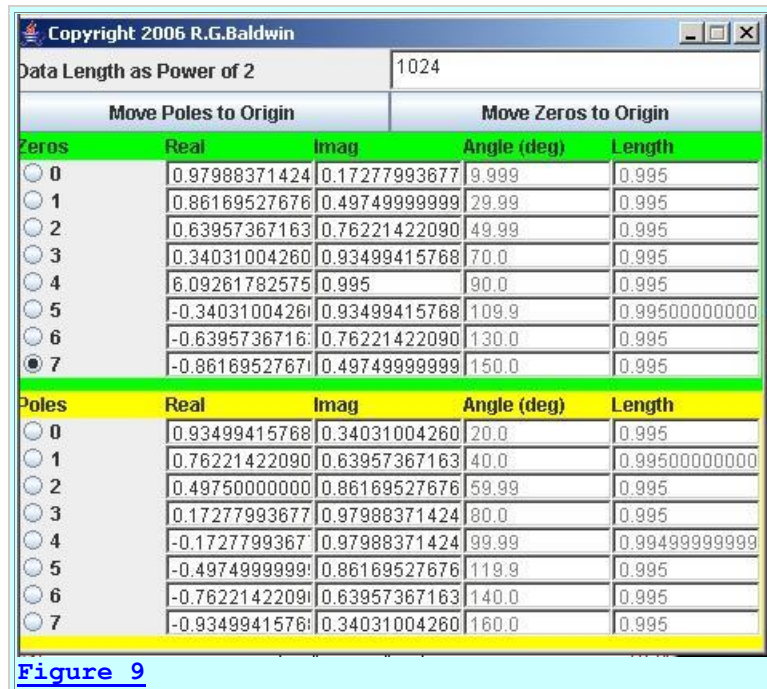 Copyright 2006 R.G.Baldwin
Data Length as Power of 2 1024
Move Poles to Origin Move Zeros to Origin
Zeros Real Imag Angle (deg) Length
0 0.97988371424 0.17277993677 9.999 0.995
1 0.86169527676 0.49749999999 29.99 0.995
2 0.63957367163 0.76221422090 49.99 0.995
3 0.34031004260 0.93499415768 70.0 0.995
4 6.09261782575 0.995 90.0 0.995
5 -0.3403100426 0.93499415768 109.9 0.99500000000
6 -0.6395736716 0.76221422090 130.0 0.995
7 -0.8616952767 0.49749999999 150.0 0.995
Poles Real Imag Angle (deg) Length
0 0.93499415768 0.34031004260 20.0 0.995
1 0.76221422090 0.63957367163 40.0 0.99500000000
2 0.49750000000 0.86169527676 59.99 0.995
3 0.17277993677 0.97988371424 80.0 0.995
4 -0.1727799367 0.97988371424 99.99 0.99499999999
5 -0.4974999999 0.86169527676 119.9 0.995
6 -0.7622142209 0.63957367163 140.0 0.995
7 -0.9349941576 0.34031004260 160.0 0.995
Figure 9